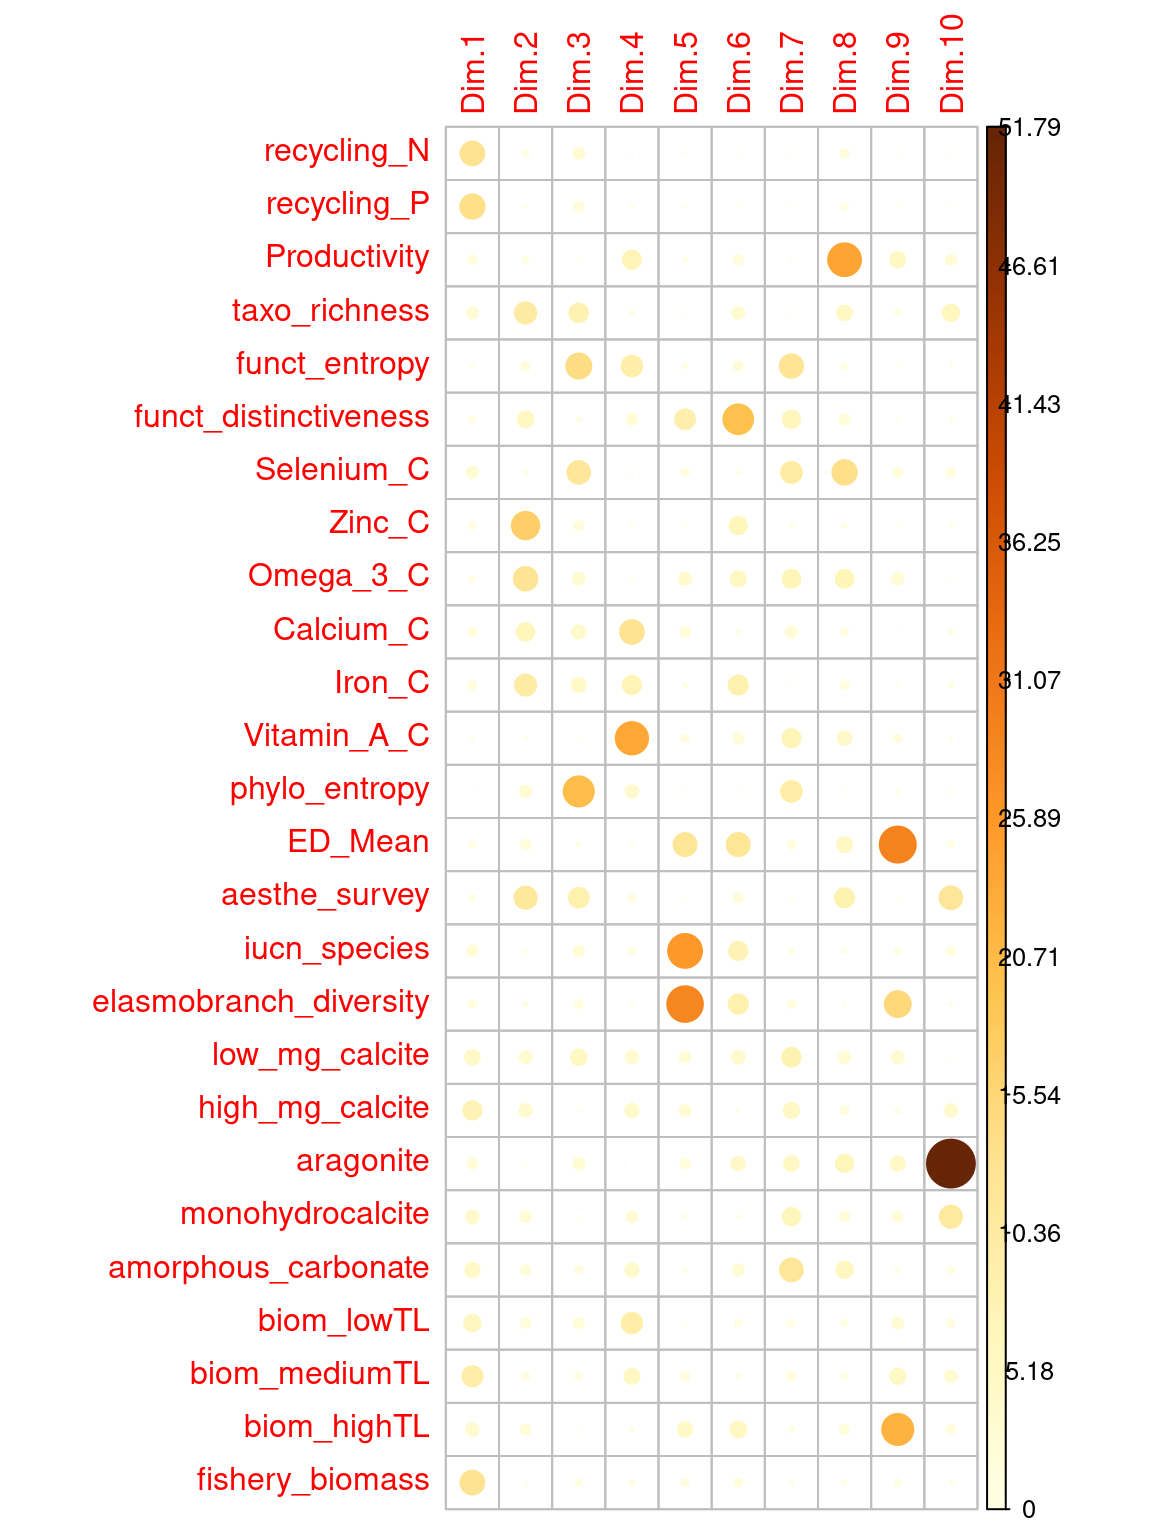 Dim.1
Dim.2
Dim.3
Dim.4
Dim.5
Dim.6
Dim.7
Dim.8
Dim.9
Dim.10
recycling_N
recycling_P
Productivity
taxo_richness
funct_entropy
funct_distinctiveness
Selenium_C
Zinc_C
Omega_3_C
Calcium_C
Iron_C
Vitamin_A_C
phylo_entropy
ED_Mean
aesthe_survey
iucn_species
elasmobranch_diversity
low_mg_calcite
high_mg_calcite
aragonite
monohydrocalcite
amorphous_carbonate
biom_lowTL
biom_mediumTL
biom_highTL
fishery_biomass
51.79
46.61
41.43
36.25
31.07
25.89
20.71
15.54
10.36
5.18
0